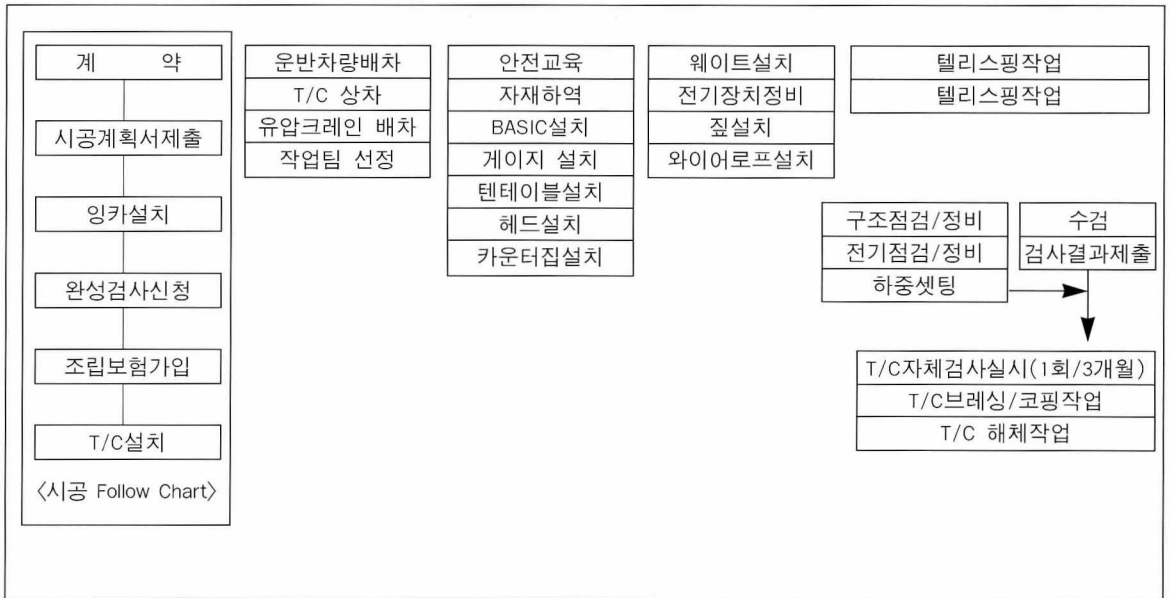 계 약
시공계획서제출
잉카설치
완성검사신청
조립보험가입
T/C설치
〈시공 Follow Chart〉
운반차량배차
T/C 상차
유압크레인 배차
작업팀 선정
안전교육
자재하역
BASIC설치
게이지 설치
텐테이블설치
헤드설치
카운터집설치
웨이트설치
전기장치정비
짚설치
와이어로프설치
텔리스핑작업
텔리스핑작업
구조점검/정비
전기점검/정비
하중셋팅
수검
검사결과제출
T/C자체검사실시(1회/3개월)
T/C브레싱/코핑작업
T/C 해체작업